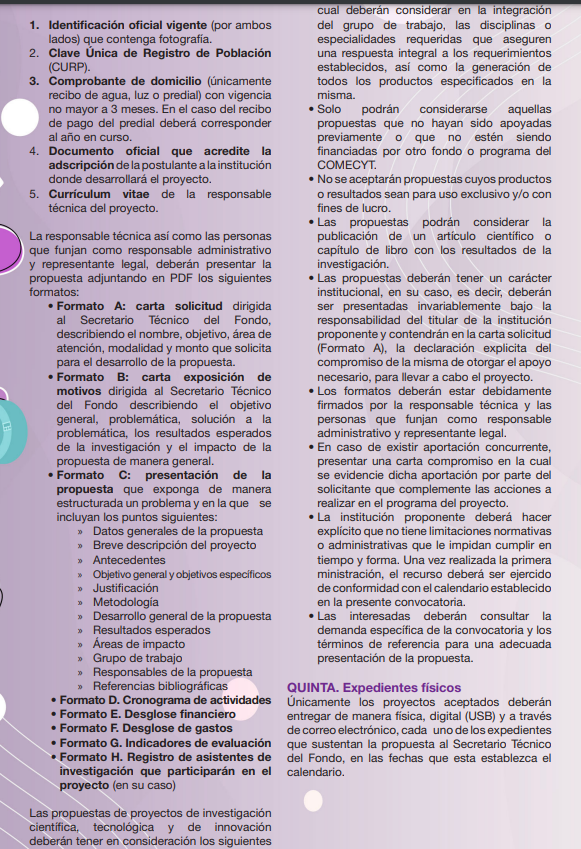 1. Identificación oficial vigente (por ambos
lados) que contenga fotografía.
2. Clave Única de Registro de Población
(CURP).
3. Comprobante de domicilio (únicamente
recibo de agua, luz o predial) con vigencia
no mayor a 3 meses. En el caso del recibo
de pago del predial deberá corresponder
al año en curso.
4. Documento oficial que acredite la
adscripción de la postulante a la institución
donde desarrollará el proyecto.
5. Currículum vitae de la responsable
técnica del proyecto.
La responsable técnica así como las personas
que funjan como responsable administrativo
y representante legal, deberán presentar la
propuesta adjuntando en PDF los siguientes
formatos:
• Formato A: carta solicitud dirigida
al Secretario Técnico del Fondo,
describiendo el nombre, objetivo, área de
atención, modalidad y monto que solicita
para el desarrollo de la propuesta.
• Formato B: carta exposición de
motivos dirigida al Secretario Técnico
del Fondo describiendo el objetivo
general, problemática, solución a la
problemática, los resultados esperados
de la investigación y el impacto de la
propuesta de manera general.
• Formato C: presentación de la
propuesta que exponga de manera
estructurada un problema y en la que se
incluyan los puntos siguientes:
» Datos generales de la propuesta
» Breve descripción del proyecto
» Antecedentes
» Objetivo general y objetivos específicos
» Justificación
» Metodología
» Desarrollo general de la propuesta
» Resultados esperados
» Áreas de impacto
» Grupo de trabajo
» Responsables de la propuesta
» Referencias bibliográficas
• Formato D. Cronograma de actividades
• Formato E. Desglose financiero
• Formato F. Desglose de gastos
• Formato G. Indicadores de evaluación
• Formato H. Registro de asistentes de
investigación que participarán en el
proyecto (en su caso)
Las propuestas de proyectos de investigación
científica, tecnológica y de innovación
deberán tener en consideración los siguientes
cual deberán considerar en la integración
del grupo de trabajo, las disciplinas o
especialidades requeridas que aseguren
una respuesta integral a los requerimientos
establecidos, así como la generación de
todos los productos especificados en la
misma.
• Solo podrán considerarse aquellas
propuestas que no hayan sido apoyadas
previamente o que no estén siendo
financiadas por otro fondo o programa del
COMECYT.
• No se aceptarán propuestas cuyos productos
o resultados sean para uso exclusivo y/o con
fines de lucro.
• Las propuestas podrán considerar la
publicación de un artículo científico o
capítulo de libro con los resultados de la
investigación.
• Las propuestas deberán tener un carácter
institucional, en su caso, es decir, deberán
ser presentadas invariablemente bajo la
responsabilidad del titular de la institución
proponente y contendrán en la carta solicitud
(Formato A), la declaración explicita del
compromiso de la misma de otorgar el apoyo
necesario, para llevar a cabo el proyecto.
• Los formatos deberán estar debidamente
firmados por la responsable técnica y las
personas que funjan como responsable
administrativo y representante legal.
• En caso de existir aportación concurrente,
presentar una carta compromiso en la cual
se evidencie dicha aportación por parte del
solicitante que complemente las acciones a
realizar en el programa del proyecto.
• La institución proponente deberá hacer
explícito que no tiene limitaciones normativas
o administrativas que le impidan cumplir en
tiempo y forma. Una vez realizada la primera
ministración, el recurso deberá ser ejercido
de conformidad con el calendario establecido
en la presente convocatoria.
• Las interesadas deberán consultar la
demanda específica de la convocatoria y los
términos de referencia para una adecuada
presentación de la propuesta.
QUINTA. Expedientes físicos
Únicamente los proyectos aceptados deberán
entregar de manera física, digital (USB) y a través
de correo electrónico, cada uno de los expedientes
que sustentan la propuesta al Secretario Técnico
del Fondo, en las fechas que esta establezca el
calendario.